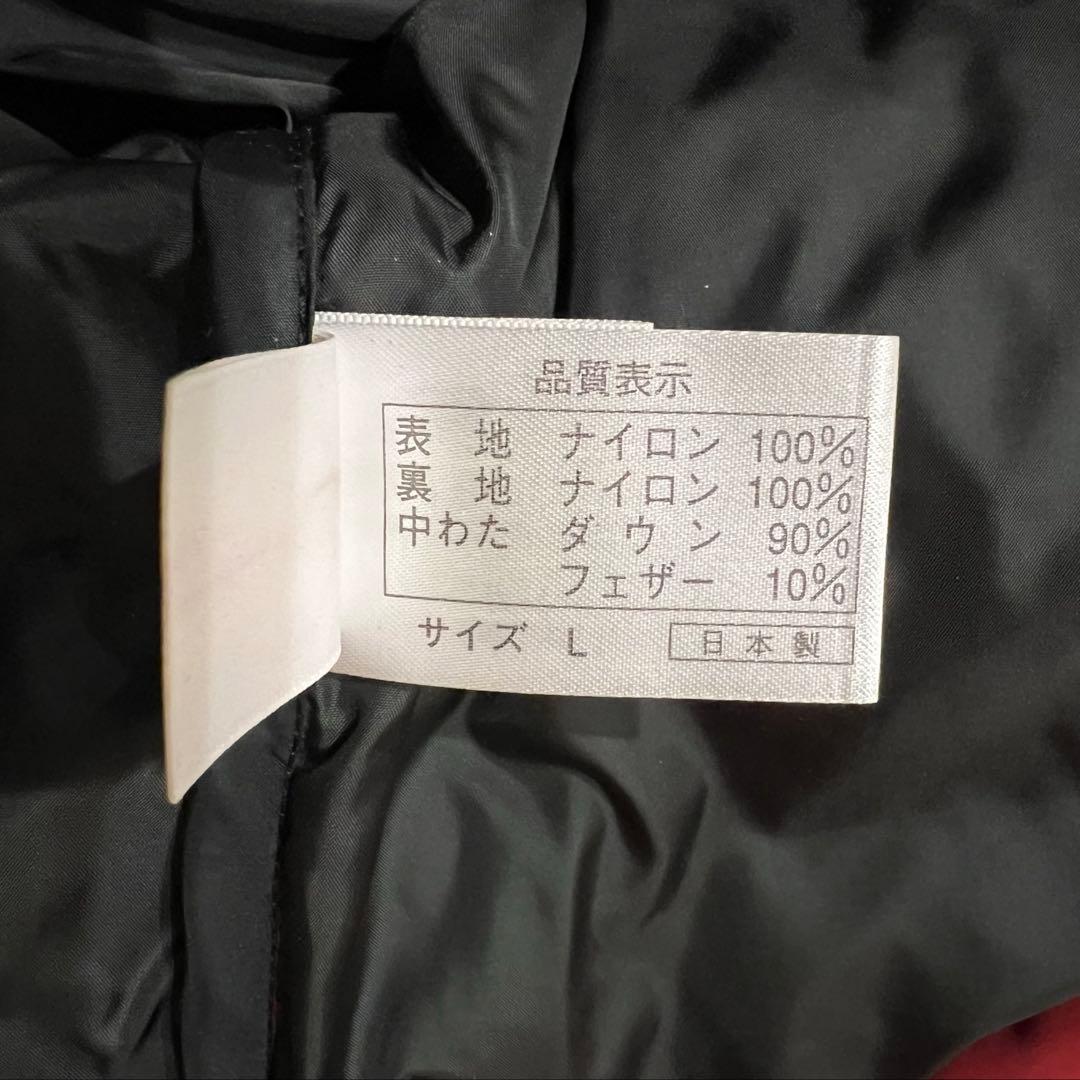 品質表示
表 地 ナイロン 100%
裏 地 ナイロン 100%
中わた ダウン 90%
フェザー 10%
サイズ L 日本製